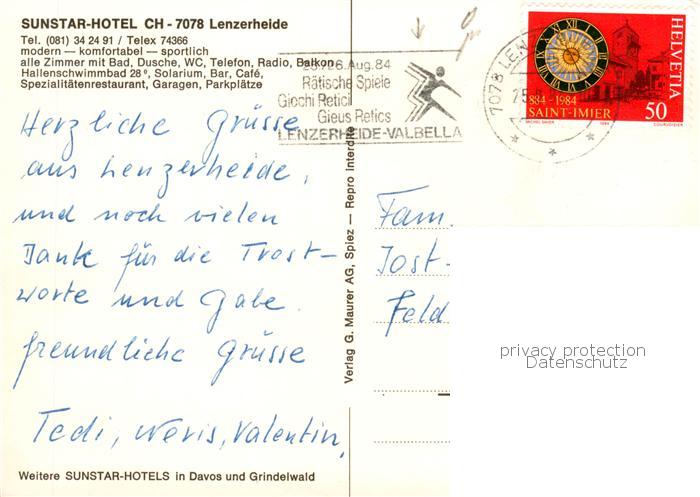 SUNSTAR-HOTEL CH - 7078 Lenzerheide
Tel. (081) 34 24 91 / Telex 74366
modern — komfortabel — sportlich
alle Zimmer mit Bad, Dusche, WC, Telefon, Radio, Balkon
Hallenschwimmbad 28°, Solarium, Bar, Café,
Spezialitätenrestaurant, Garagen, Parkplätze
Aug. 84
Rätische Spiele
Giochi Retici
Gieus Retics
LENZERHEIDE-VALBELLA
7078 LEN
HELVETIA
1884 - 1984
SAINT-IMIER
50
Herzliche Grüsse
aus Lenzerheide,
und noch vielen
Dank für die Trost-
worte und Gabe.
freundliche Grüsse
Tedi, Valentin,
Fam.
Jost-
Feld
Verlag G. Maurer AG, Spiez — Repro interdite
privacy protection
Datenschutz
Weitere SUNSTAR-HOTELS in Davos und Grindelwald